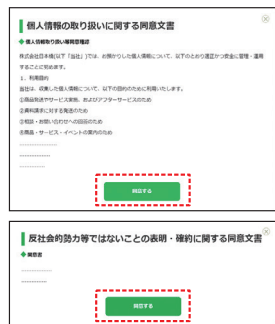 個人情報の取り扱いに関する同意文書
◆ 個人情報取り扱い等同意確認
株式会社日本橋(以下「当社」)では、お預かりした個人情報について、以下のとおり適正かつ安全に管理・運用
することに努めます。
1．利用目的
当社は、収集した個人情報について、以下の目的のために利用いたします。
①商品発送やサービス実施、およびアフターサービスのため
②資料請求に対する発送のため
③相談・お問い合わせへの回答のため
④商品・サービス・イベントの案内のため
………………
……………
…………
同意する
反社会的勢力等ではないことの表明・確約に関する同意文書
◆ 同意書
………………
……………
同意する